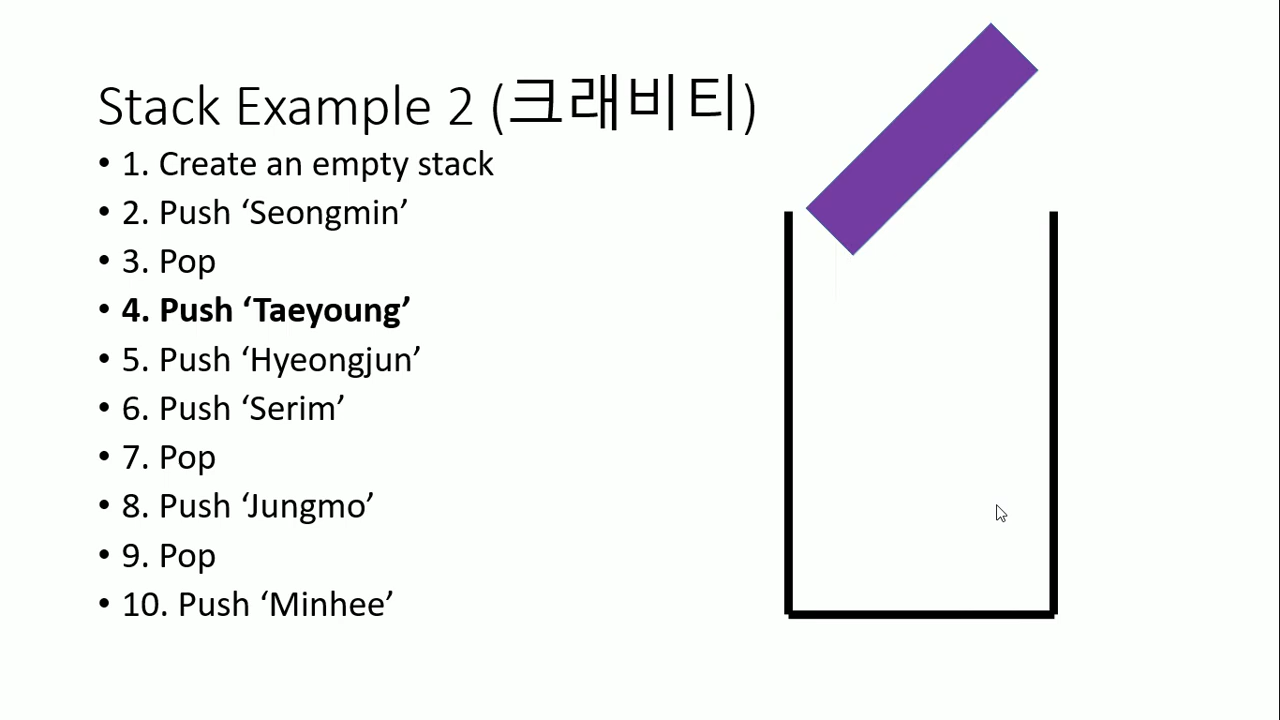 Stack Example 2 (크래비티)
• 1. Create an empty stack
• 2. Push ‘Seongmin’
• 3. Pop
• 4. Push ‘Taeyoung’
• 5. Push ‘Hyeongjun’
• 6. Push ‘Serim’
• 7. Pop
• 8. Push ‘Jungmo’
• 9. Pop
• 10. Push ‘Minhee’